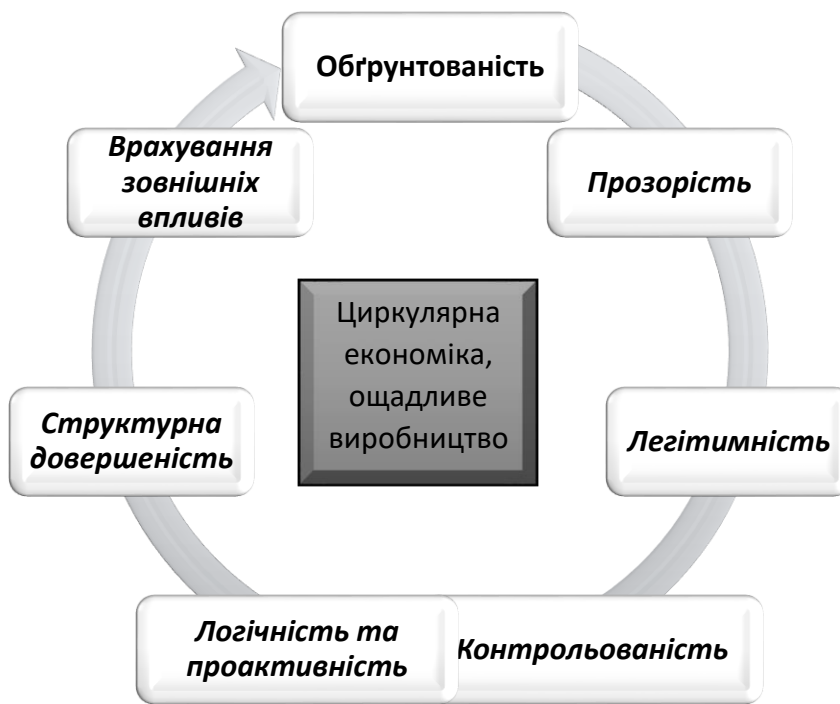 Обґрунтованість
Прозорість
Легітимність
Контрольованість
Логічність та
проактивність
Структурна
довершеність
Врахування
зовнішніх
впливів
Циркулярна
економіка,
ощадливе
виробництво